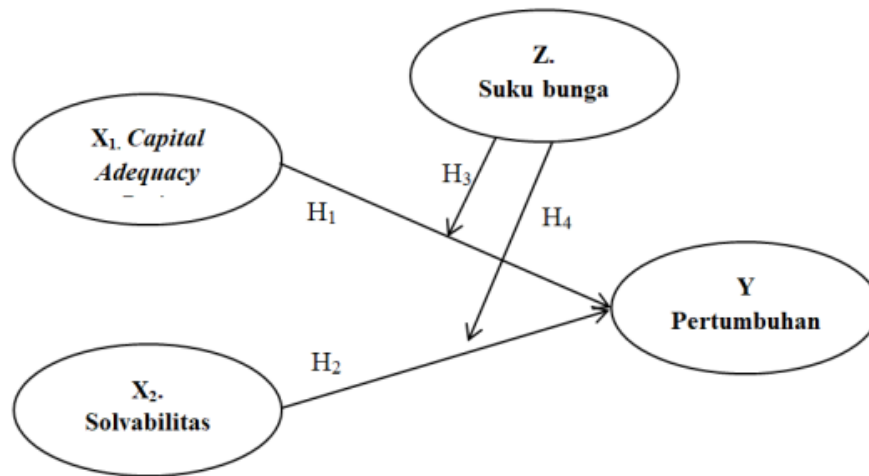 Z.
Suku bunga
X₁. Capital
Adequacy
H₃
H₁
H₄
Y
Pertumbuhan
H₂
X₂.
Solvabilitas